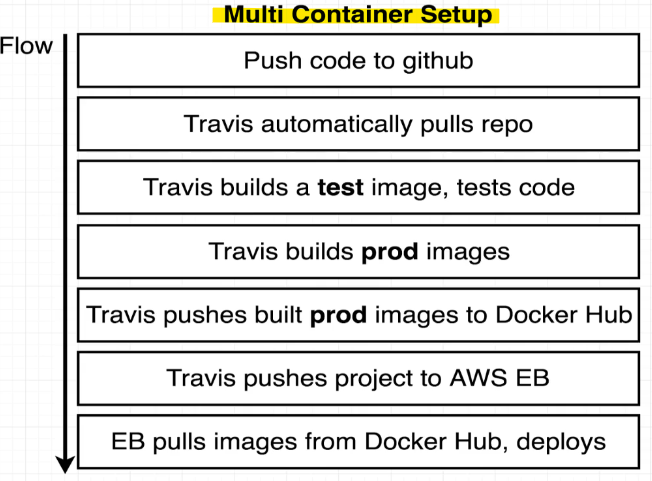 Multi Container Setup
Flow
Push code to github
Travis automatically pulls repo
Travis builds a test image, tests code
Travis builds prod images
Travis pushes built prod images to Docker Hub
Travis pushes project to AWS EB
EB pulls images from Docker Hub, deploys